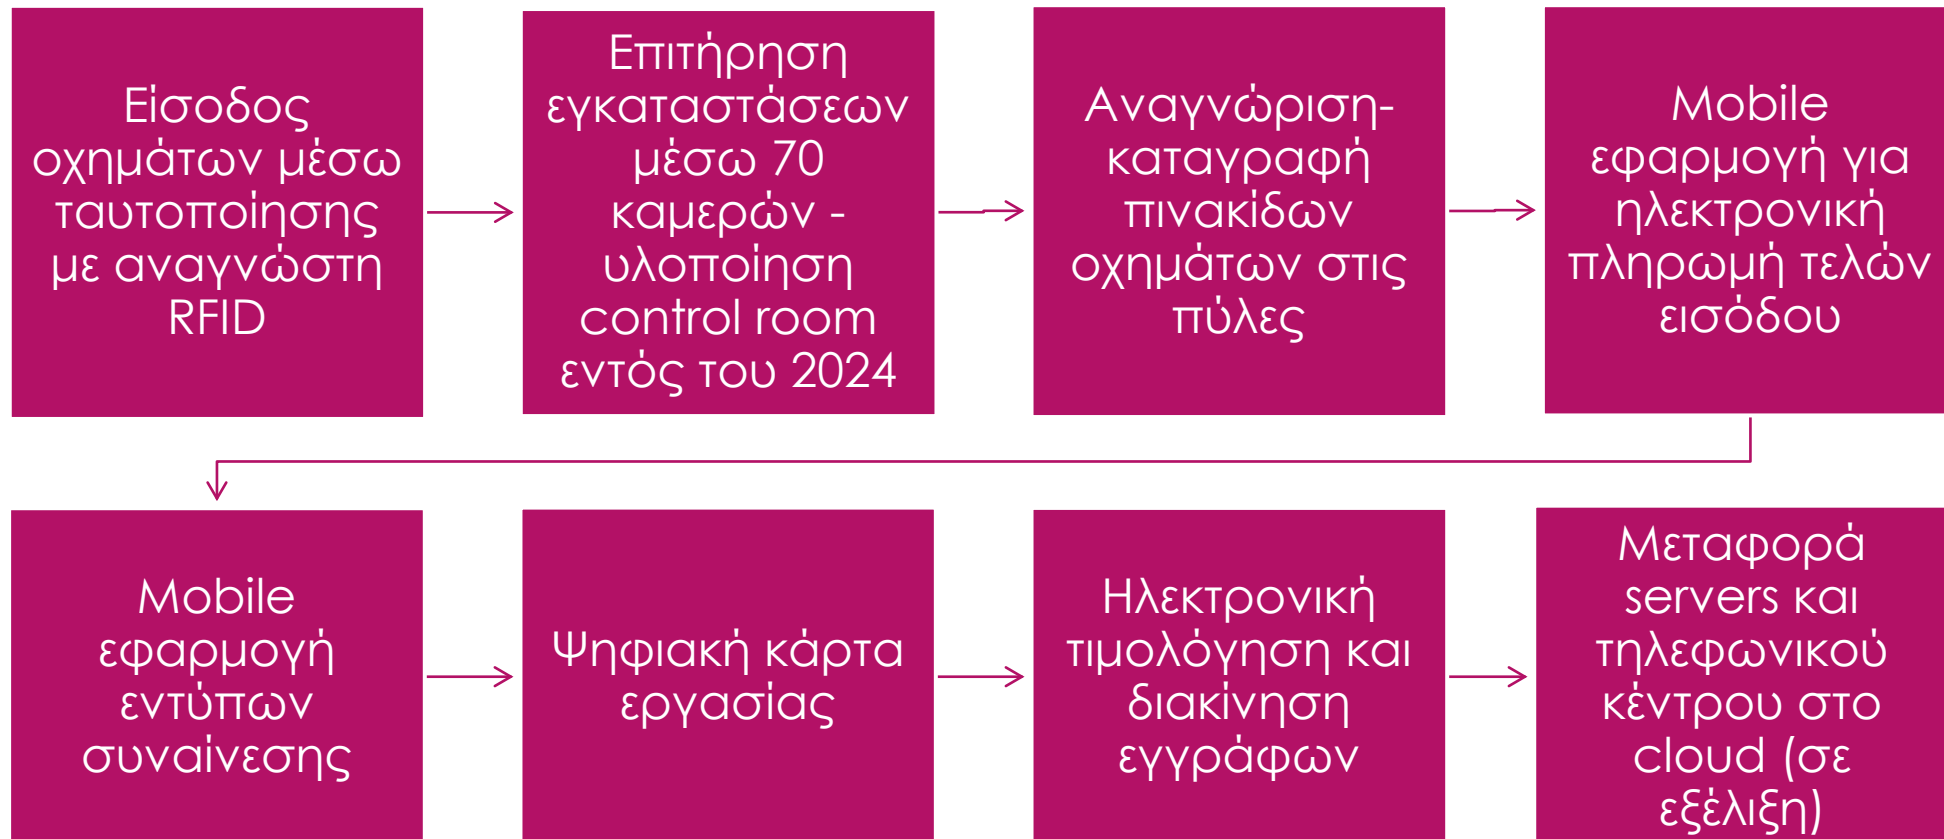 Είσοδος
οχημάτων μέσω
ταυτοποίησης
με αναγνώστη
RFID
Επιτήρηση
εγκαταστάσεων
μέσω 70
καμερών -
υλοποίηση
control room
εντός του 2024
Αναγνώριση-
καταγραφή
πινακίδων
οχημάτων στις
πύλες
Mobile
εφαρμογή για
ηλεκτρονική
πληρωμή τελών
εισόδου
Mobile
εφαρμογή
εντύπων
συναίνεσης
Ψηφιακή κάρτα
εργασίας
Ηλεκτρονική
τιμολόγηση και
διακίνηση
εγγράφων
Μεταφορά
servers και
τηλεφωνικού
κέντρου στο
cloud (σε
εξέλιξη)